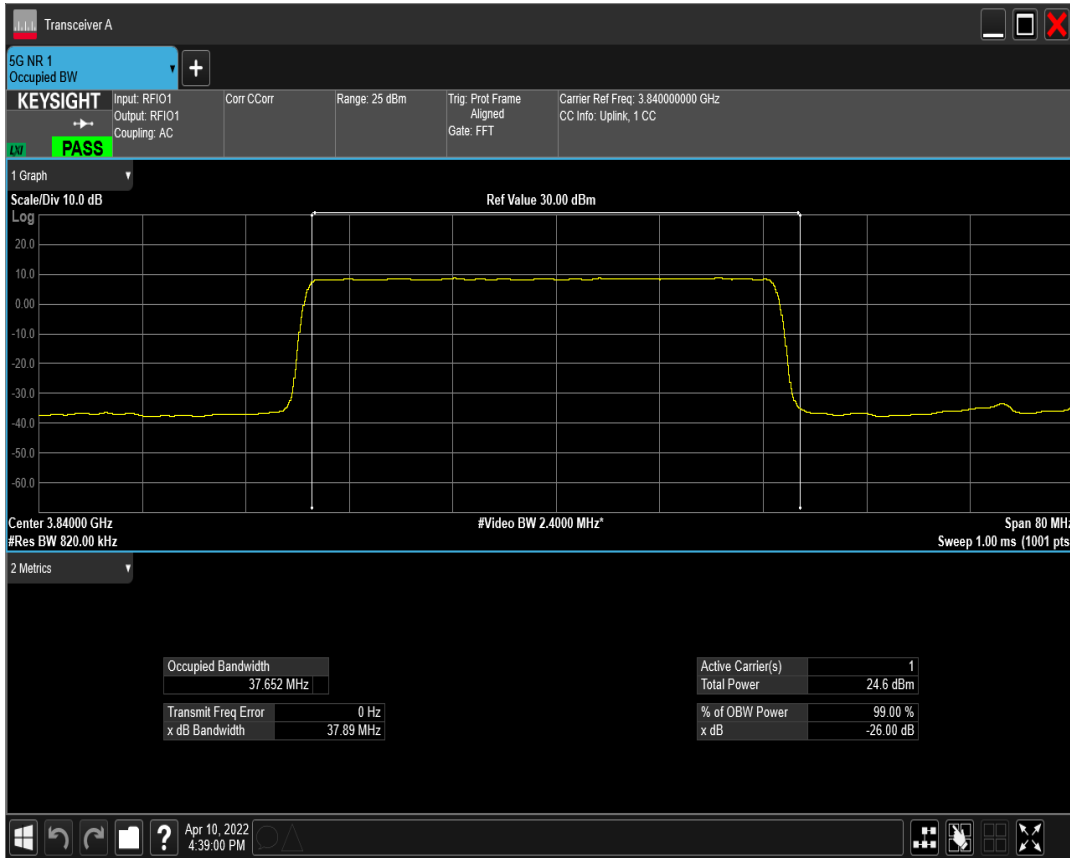 Transceiver A
5G NR 1
Occupied BW
KEYSIGHT
Input: RFIO1
Output: RFIO1
Coupling: AC
Corr CCorr
Range: 25 dBm
Trig: Prot Frame
Aligned
Gate: FFT
Carrier Ref Freq: 3.840000000 GHz
CC Info: Uplink, 1 CC
LXI
PASS
1 Graph
Scale/Div 10.0 dB
Ref Value 30.00 dBm
Log
20.0
10.0
0.00
-10.0
-20.0
-30.0
-40.0
-50.0
-60.0
Center 3.84000 GHz
#Video BW 2.4000 MHz*
Span 80 MHz
#Res BW 820.00 kHz
Sweep 1.00 ms (1001 pts
2 Metrics
Occupied Bandwidth
37.652 MHz
Transmit Freq Error 0 Hz
x dB Bandwidth 37.89 MHz
Active Carrier(s) 1
Total Power 24.6 dBm
% of OBW Power 99.00 %
x dB -26.00 dB
?
Apr 10, 2022
4:39:00 PM